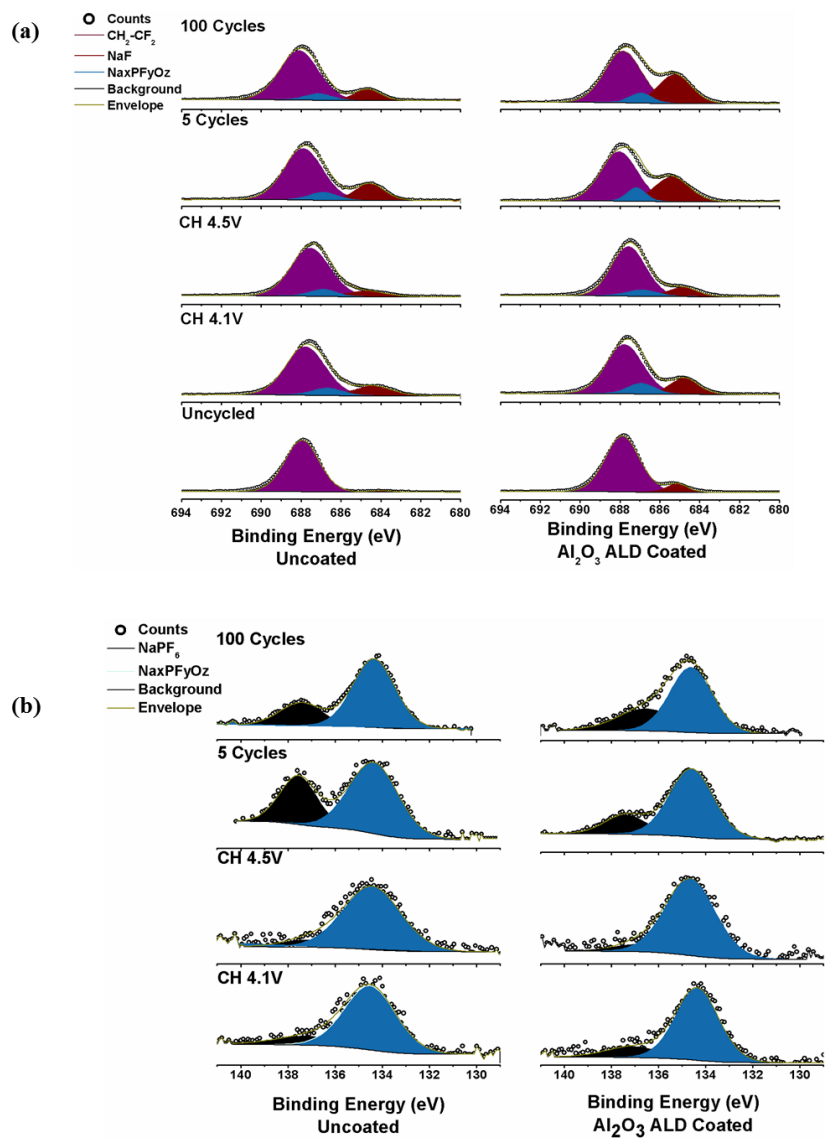 (a)
Counts
CH2-CF2
NaF
NaxPFyOz
Background
Envelope
100 Cycles
5 Cycles
CH 4.5V
CH 4.1V
Uncycled
694 692 690 688 686 684 682 680
694 692 690 688 686 684 682 680
Binding Energy (eV)
Uncoated
Binding Energy (eV)
Al2O3 ALD Coated
(b)
Counts
NaPF6
NaxPFyOz
Background
Envelope
100 Cycles
5 Cycles
CH 4.5V
CH 4.1V
140 138 136 134 132 130
140 138 136 134 132 130
Binding Energy (eV)
Uncoated
Binding Energy (eV)
Al2O3 ALD Coated